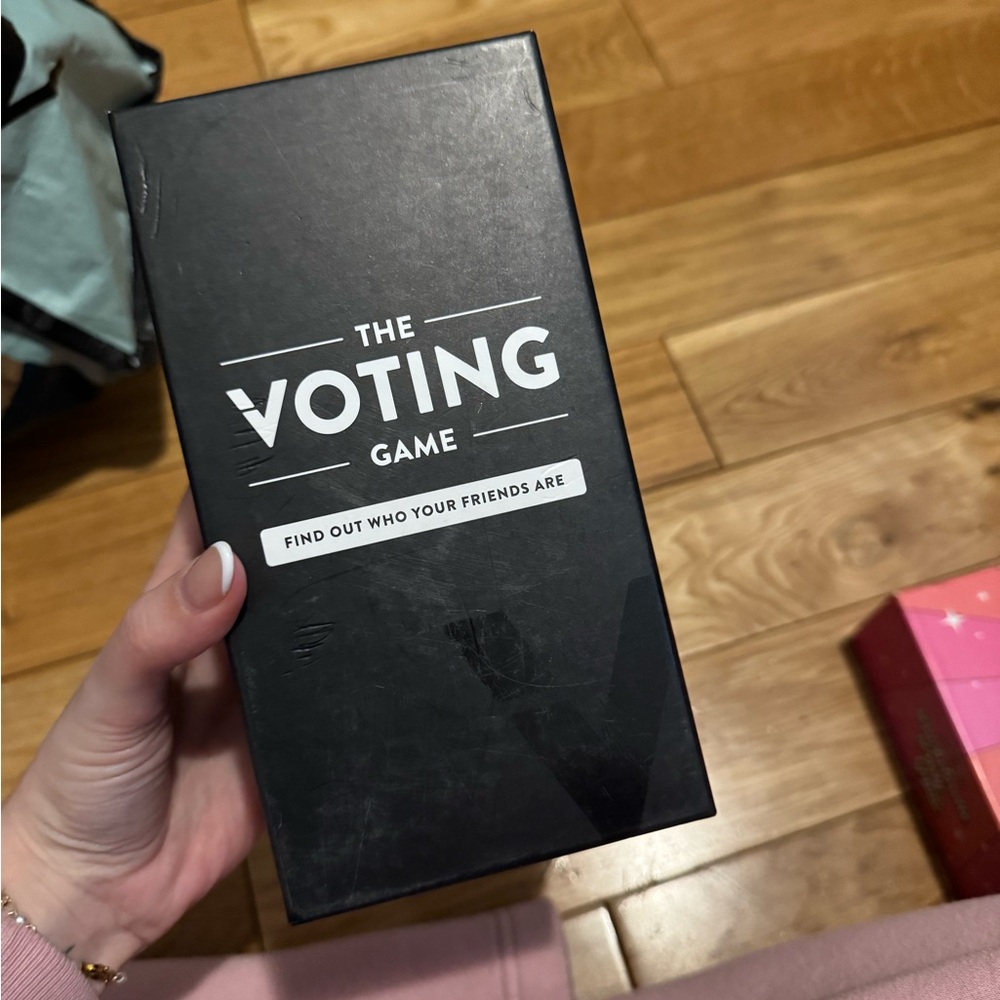 THE
VOTING
GAME
FIND OUT WHO YOUR FRIENDS ARE